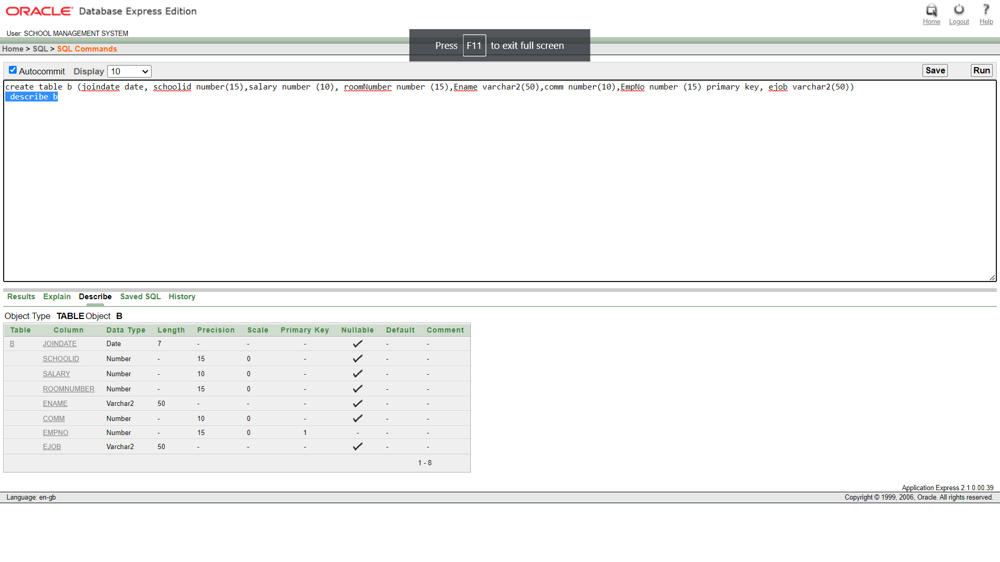 ORACLE Database Express Edition
Home Logout Help
User: SCHOOL MANAGEMENT SYSTEM
Press F11 to exit full screen
Home > SQL > SQL Commands
Autocommit Display 10 Save Run
create table b (joindate date, schoolid number(15),salary number (10), roomNumber number (15),Ename varchar2(50),comm number(10),EmpNo number (15) primary key, ejob varchar2(50))
describe b
Results Explain Describe Saved SQL History
Object Type TABLE Object B
Table Column Data Type Length Precision Scale Primary Key Nullable Default Comment
B JOINDATE Date 7 - - - - -
SCHOOLID Number - 15 0 - - -
SALARY Number - 10 0 - - -
ROOMNUMBER Number - 15 0 - - -
ENAME Varchar2 50 - - - - -
COMM Number - 10 0 - - -
EMPNO Number - 15 0 1 - - -
EJOB Varchar2 50 - - - - -
1 - 8
Application Express 2.1.0.00.39
Language: en-gb Copyright © 1999, 2006, Oracle. All rights reserved.